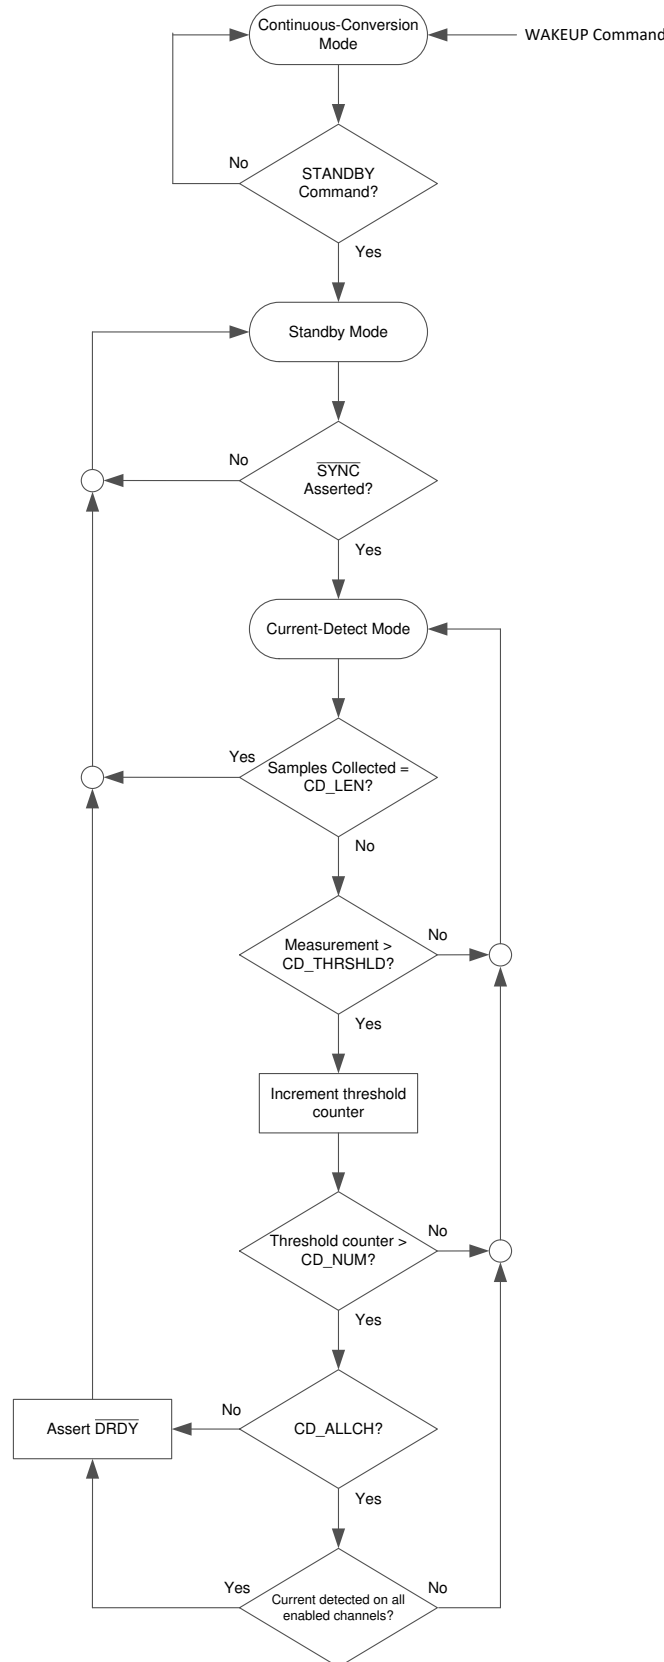 Continuous-Conversion
Mode
WAKEUP Command
No
STANDBY
Command?
Yes
Standby Mode
No
SYNC
Asserted?
Yes
Current-Detect Mode
Yes
Samples Collected =
CD_LEN?
No
Measurement >
CD_THRSHLD?
No
Yes
Increment threshold
counter
Threshold counter >
CD_NUM?
No
Yes
Assert DRDY
No
CD_ALLCH?
Yes
Yes
Current detected on all
enabled channels?
No